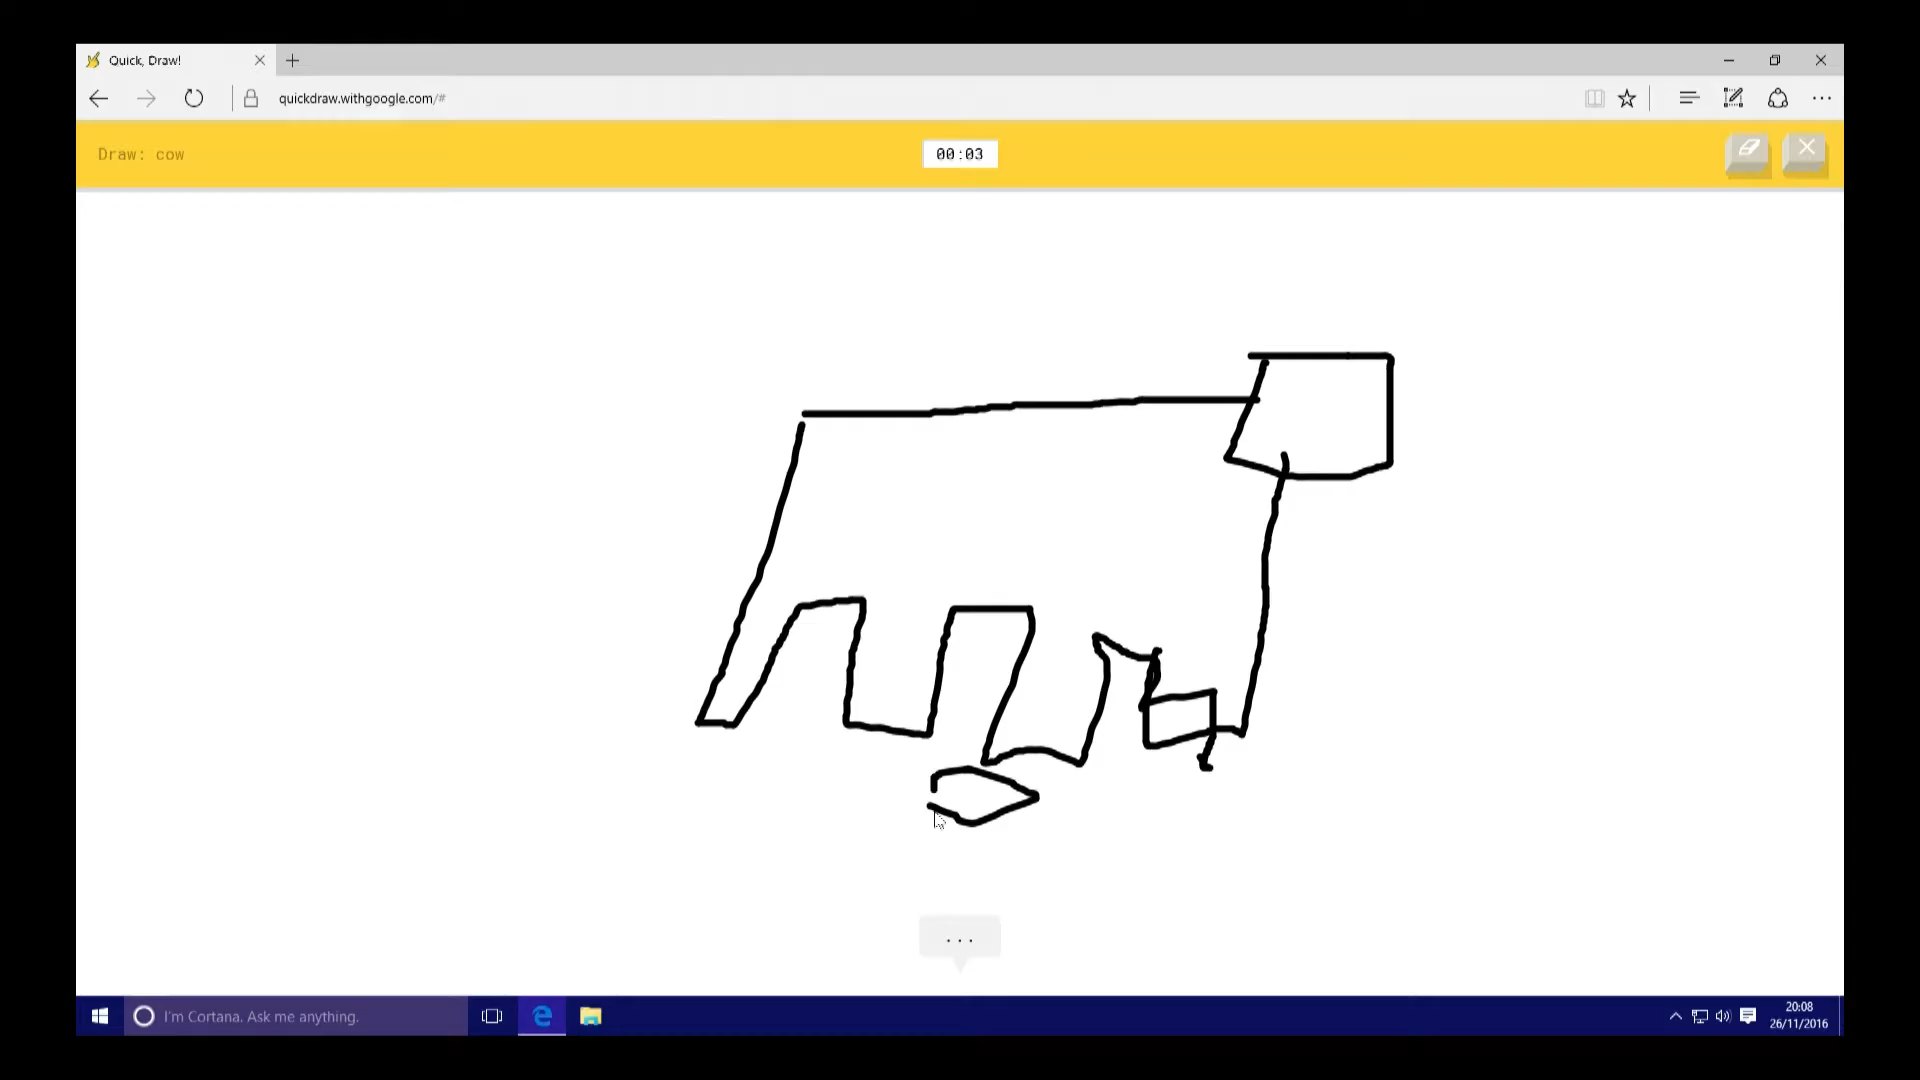 Quick, Draw!
quickdraw.withgoogle.com/#
Draw: cow
00:03
...
I'm Cortana. Ask me anything.
20:08
26/11/2016